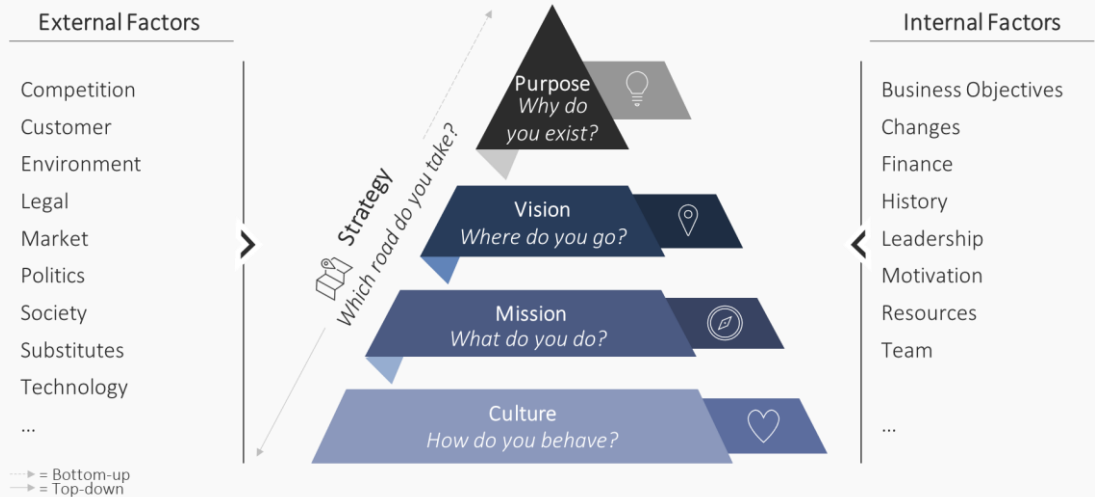 External Factors
Competition
Customer
Environment
Legal
Market
Politics
Society
Substitutes
Technology
...
Strategy
Which road do you take?
Purpose
Why do
you exist?
Vision
Where do you go?
Mission
What do you do?
Culture
How do you behave?
Internal Factors
Business Objectives
Changes
Finance
History
Leadership
Motivation
Resources
Team
...
= Bottom-up
= Top-down